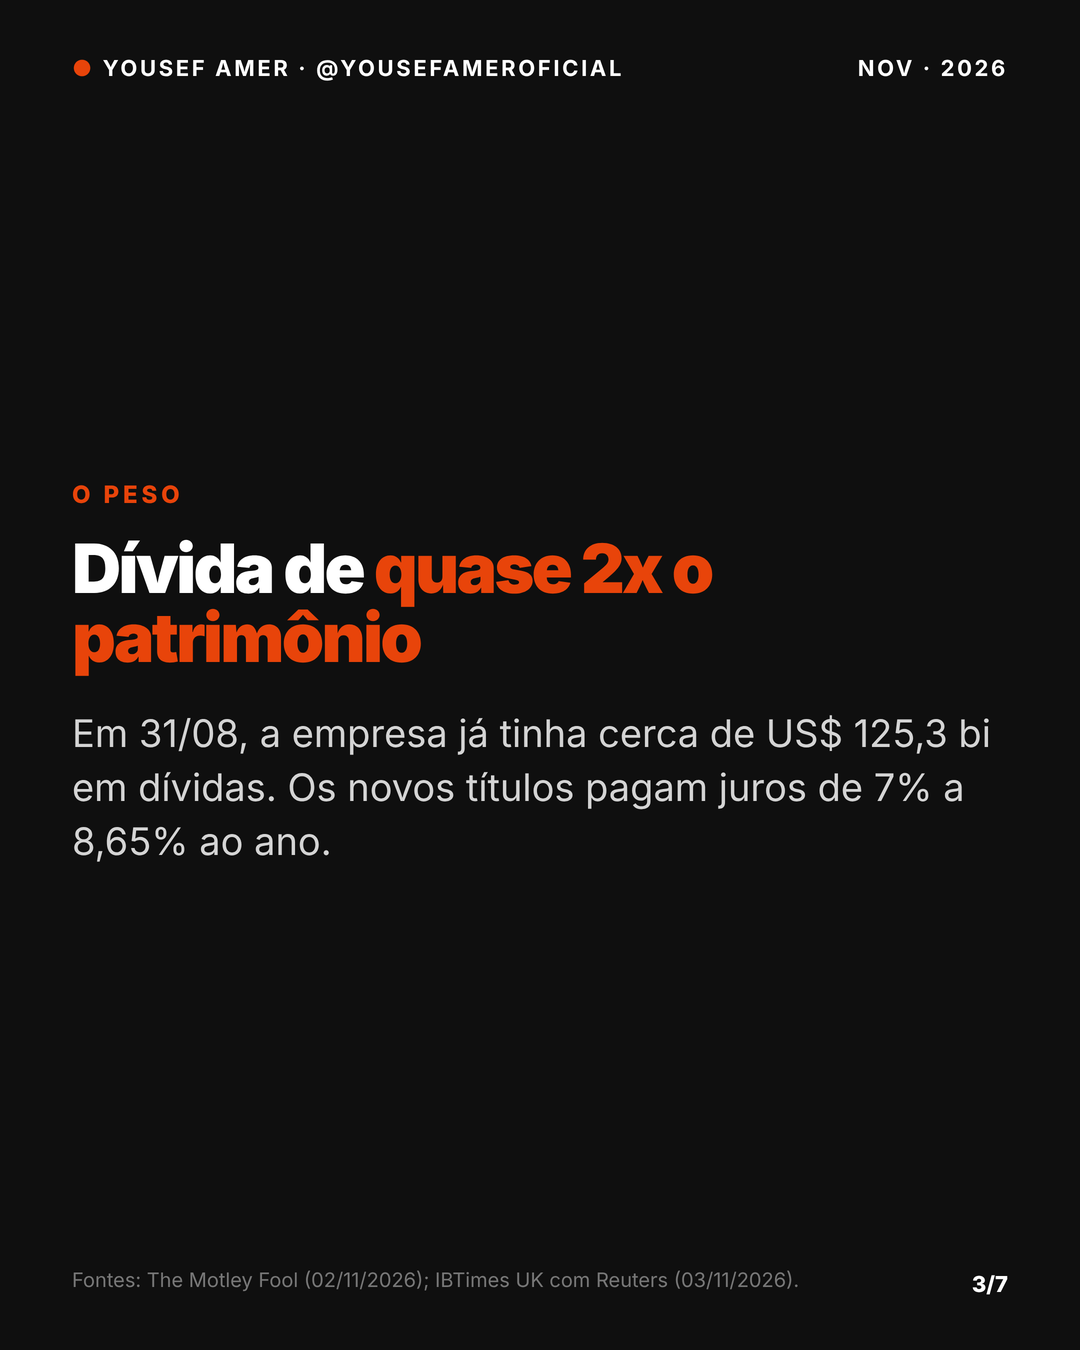 YOUSEF AMER · @YOUSEFAMEROFICIAL
NOV · 2026
O PESO
Dívida de quase 2x o
patrimônio
Em 31/08, a empresa já tinha cerca de US$ 125,3 bi
em dívidas. Os novos títulos pagam juros de 7% a
8,65% ao ano.
Fontes: The Motley Fool (02/11/2026); IBTimes UK com Reuters (03/11/2026).
3/7